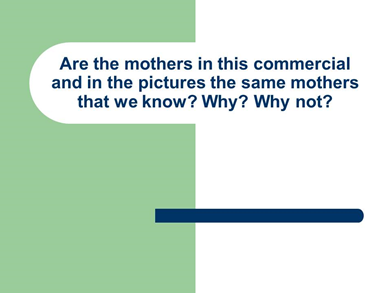 Are the mothers in this commercial
and in the pictures the same mothers
that we know? Why? Why not?